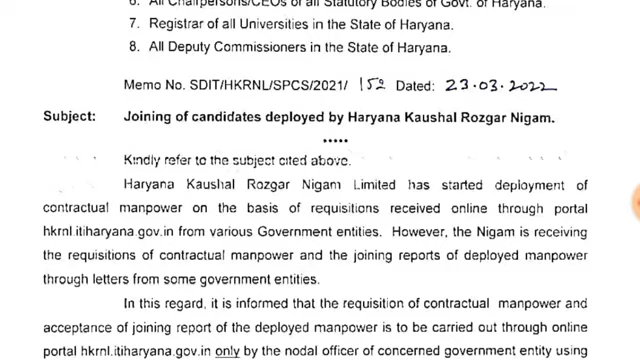 6. All Chairpersons/CEOs of all Statutory Bodies of Govt. of Haryana.
7. Registrar of all Universities in the State of Haryana.
8. All Deputy Commissioners in the State of Haryana.
Memo No. SDIT/HKRNL/SPCS/2021/ 152 Dated: 23.03.2022
Subject: Joining of candidates deployed by Haryana Kaushal Rozgar Nigam.
*****
Kindly refer to the subject cited above.
Haryana Kaushal Rozgar Nigam Limited has started deployment of
contractual manpower on the basis of requisitions received online through portal
hkrnl.itiharyana.gov.in from various Government entities. However, the Nigam is receiving
the requisitions of contractual manpower and the joining reports of deployed manpower
through letters from some government entities.
In this regard, it is informed that the requisition of contractual manpower and
acceptance of joining report of the deployed manpower is to be carried out through online
portal hkrnl.itiharyana.gov.in only by the nodal officer of concerned government entity using